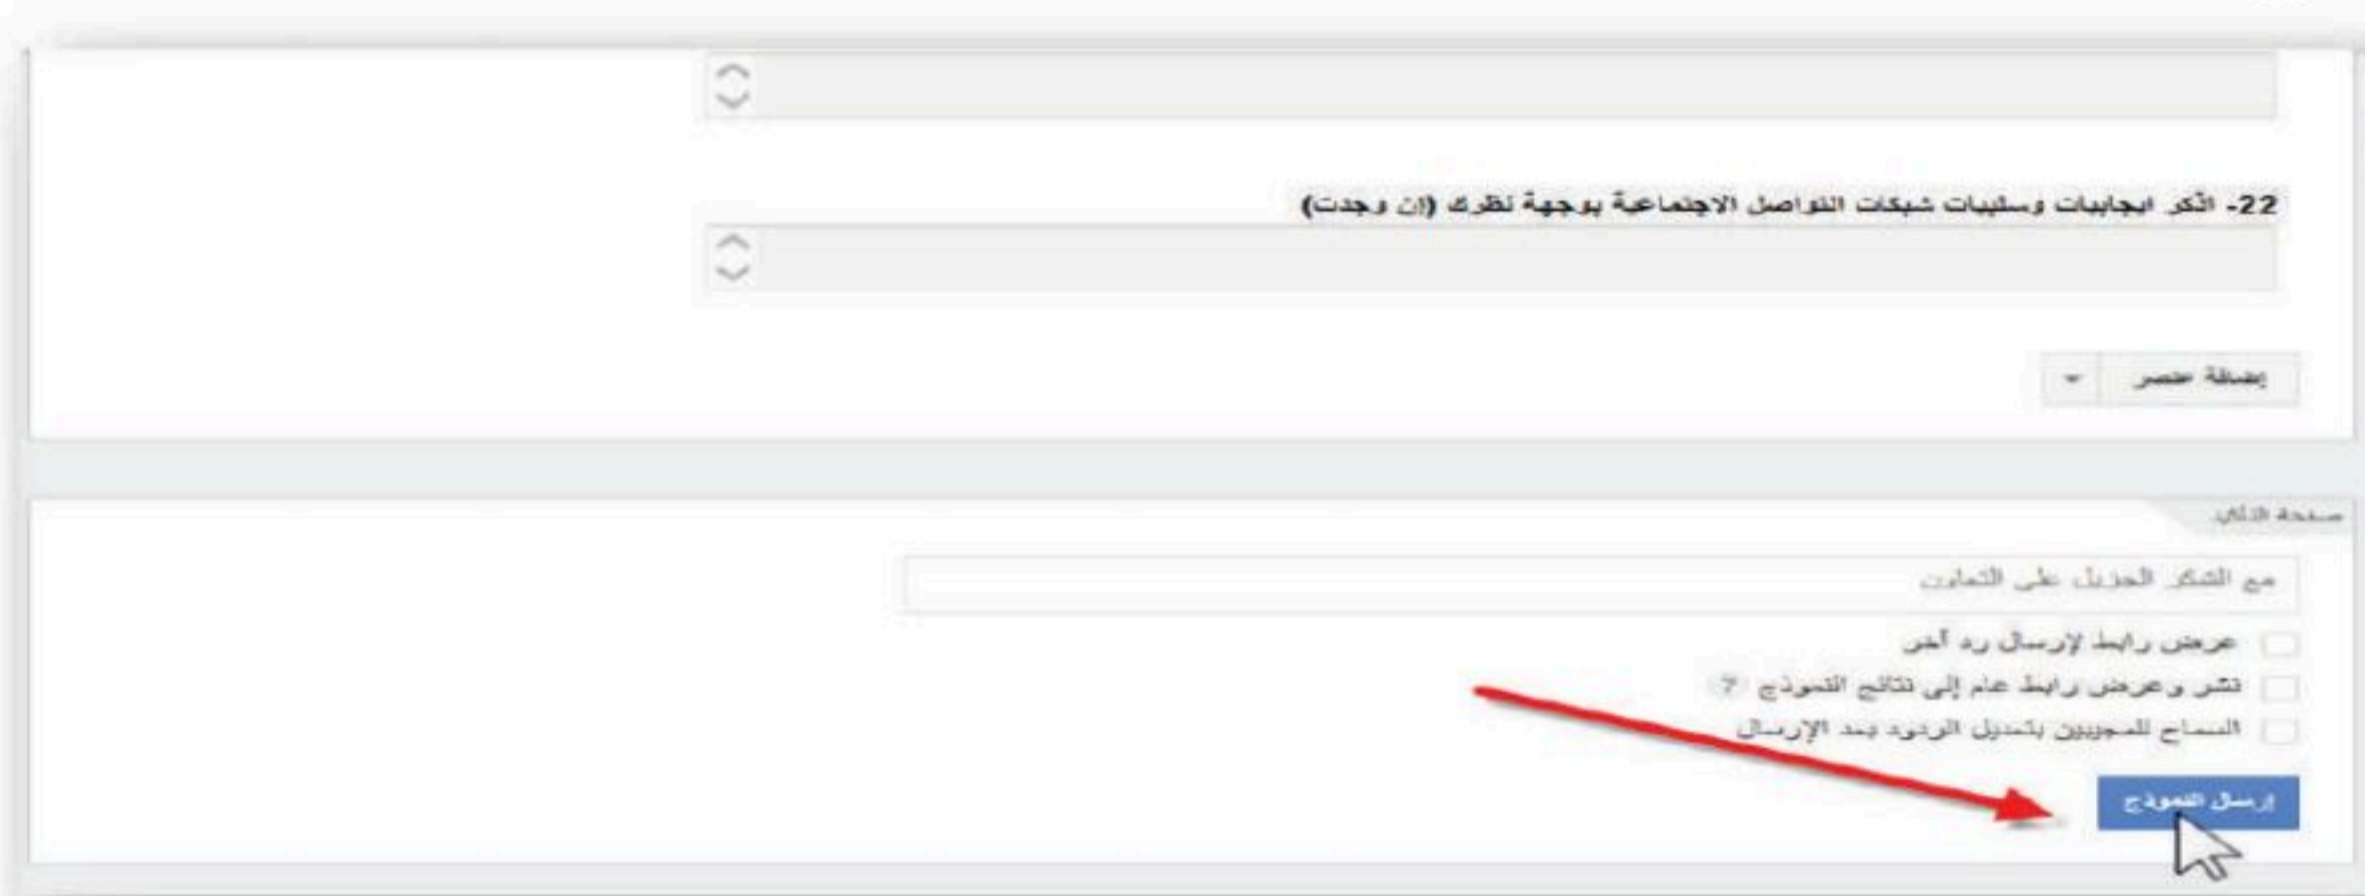 22- اذكر ايجابيات وسلبيات شبكات التواصل الاجتماعية بوجهة نظرك (إن وجدت)
إضافة عنصر
صفحة التأكيد
مع الشكر الجزيل على التعاون
عرض رابط لإرسال رد آخر
نشر وعرض رابط عام إلى نتائج النموذج ?
السماح للمجيبين بتعديل الردود بعد الإرسال
إرسال النموذج